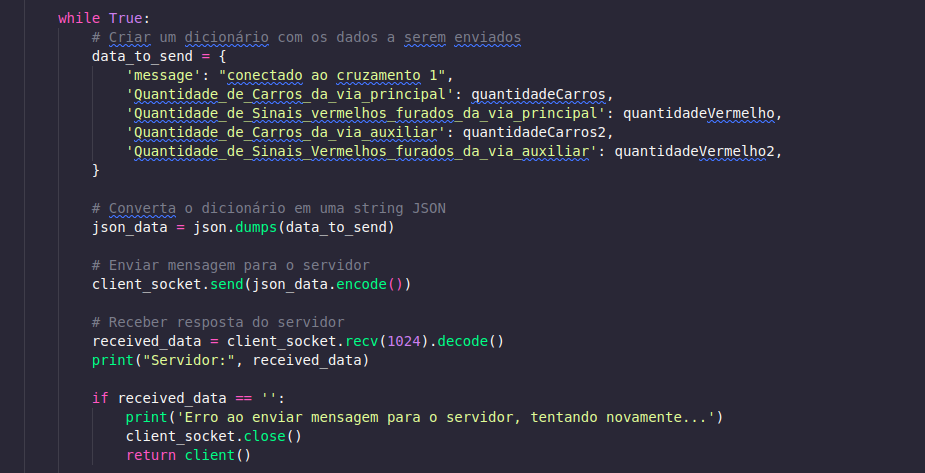 while True:
# Criar um dicionário com os dados a serem enviados
data_to_send = {
'message': "conectado ao cruzamento 1",
'Quantidade_de_Carros_da_via_principal': quantidadeCarros,
'Quantidade_de_Sinais_vermelhos_furados_da_via_principal': quantidadeVermelho,
'Quantidade_de_Carros_da_via_auxiliar': quantidadeCarros2,
'Quantidade_de_Sinais_Vermelhos_furados_da_via_auxiliar': quantidadeVermelho2,
}
# Converta o dicionário em uma string JSON
json_data = json.dumps(data_to_send)
# Enviar mensagem para o servidor
client_socket.send(json_data.encode())
# Receber resposta do servidor
received_data = client_socket.recv(1024).decode()
print("Servidor:", received_data)
if received_data == '':
print('Erro ao enviar mensagem para o servidor, tentando novamente...')
client_socket.close()
return client()